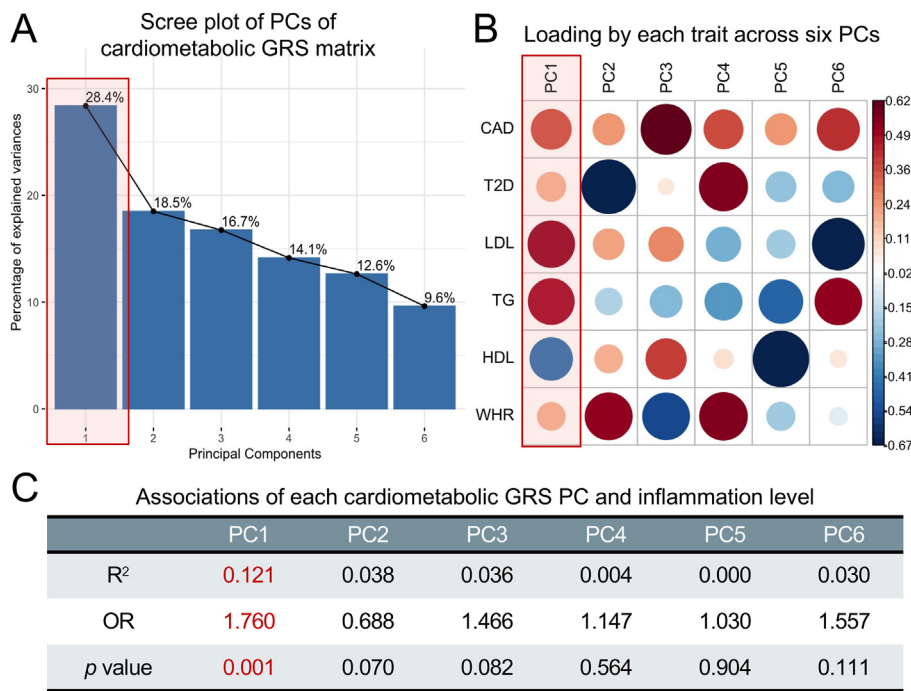 A
Scree plot of PCs of
cardiometabolic GRS matrix
Percentage of explained variances
30
20
10
0
28.4%
18.5%
16.7%
14.1%
12.6%
9.6%
1 2 3 4 5 6
Principal Components
B
Loading by each trait across six PCs
PC1 PC2 PC3 PC4 PC5 PC6
CAD
T2D
LDL
TG
HDL
WHR
0.62
0.49
0.36
0.24
0.11
-0.02
-0.15
-0.28
-0.41
-0.54
-0.67
C
Associations of each cardiometabolic GRS PC and inflammation level
PC1 PC2 PC3 PC4 PC5 PC6
R² 0.121 0.038 0.036 0.004 0.000 0.030
OR 1.760 0.688 1.466 1.147 1.030 1.557
p value 0.001 0.070 0.082 0.564 0.904 0.111